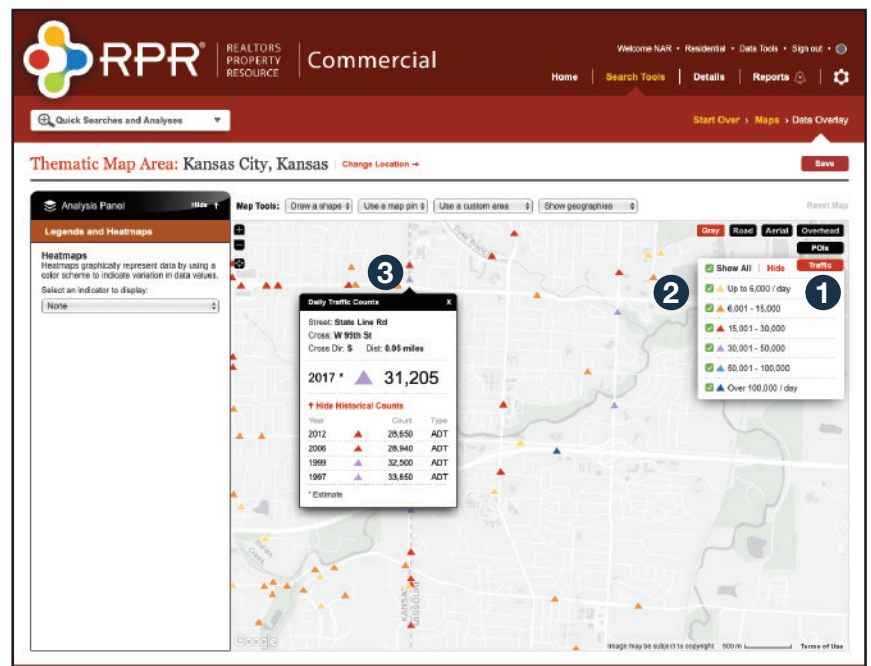 RPR®
REALTORS
PROPERTY
RESOURCE
Commercial
Welcome NAR • Residential • Data Tools • Sign out •
Home
Search Tools
Details
Reports
Quick Searches and Analyses
Start Over › Maps › Data Overlay
Thematic Map Area: Kansas City, Kansas
Change Location →
Save
Analysis Panel
Hide ↑
Map Tools:
Draw a shape
Use a map pin
Use a custom area
Show geographies
Reset Map
Legends and Heatmaps
Heatmaps
Heatmaps graphically represent data by using a
color scheme to indicate variation in data values.
Select an indicator to display:
None
Gray
Road
Aerial
Overhead
POIs
Traffic
1
2
3
Show All
Hide
Up to 6,000 / day
6,001 - 15,000
15,001 - 30,000
30,001 - 50,000
50,001 - 100,000
Over 100,000 / day
Daily Traffic Counts X
Street: State Line Rd
Cross: W 95th St
Cross Dir: S Dist: 0.05 miles
2017 * 31,205
↑ Hide Historical Counts
Year Count Type
2012 28,650 ADT
2006 28,940 ADT
1999 32,500 ADT
1997 33,850 ADT
* Estimate
Indian
Creek
KANSAS
MISSOURI
Google
Image may be subject to copyright
500 m
Terms of Use